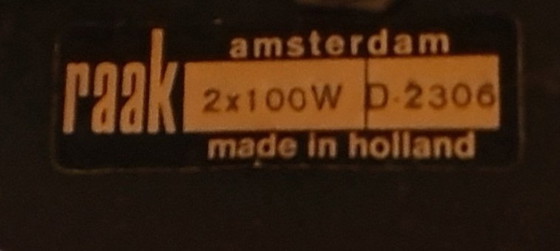 amsterdam
raak 2x100W D-2306
made in holland